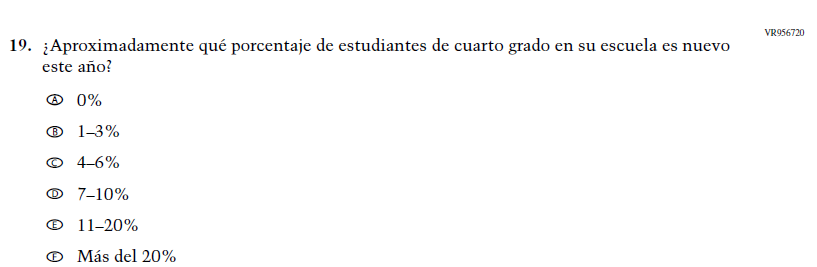 VR956720
19. ¿Aproximadamente qué porcentaje de estudiantes de cuarto grado en su escuela es nuevo
este año?
A 0%
B 1–3%
C 4–6%
D 7–10%
E 11–20%
F Más del 20%